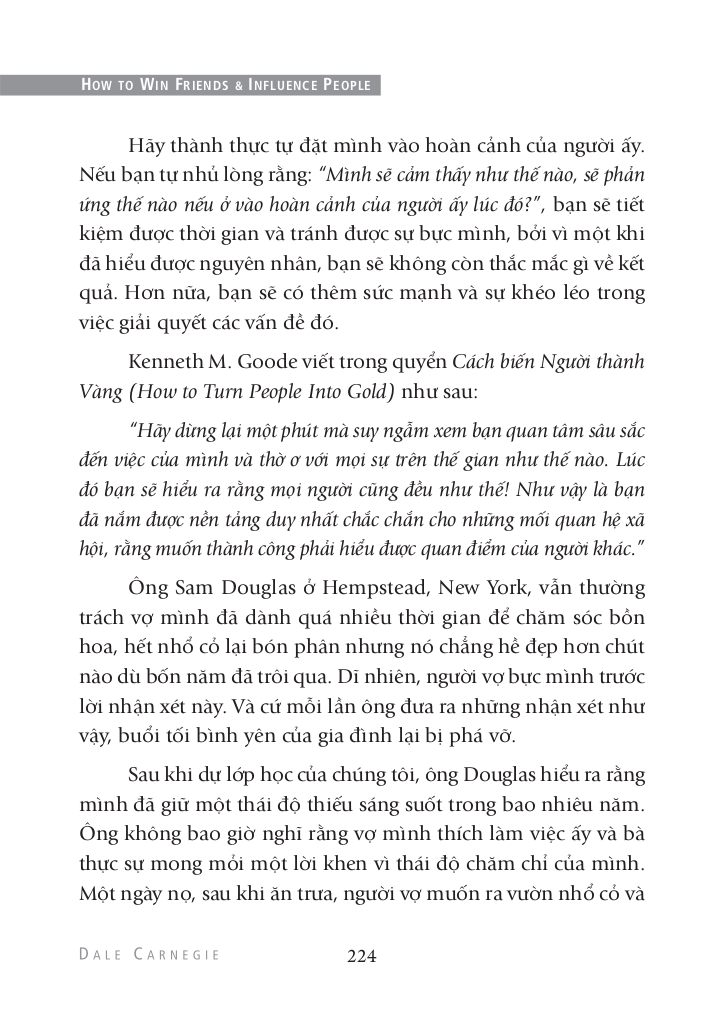 HOW TO WIN FRIENDS & INFLUENCE PEOPLE
Hãy thành thực tự đặt mình vào hoàn cảnh của người ấy.
Nếu bạn tự nhủ lòng rằng: “Mình sẽ cảm thấy như thế nào, sẽ phản
ứng thế nào nếu ở vào hoàn cảnh của người ấy lúc đó?”, bạn sẽ tiết
kiệm được thời gian và tránh được sự bực mình, bởi vì một khi
đã hiểu được nguyên nhân, bạn sẽ không còn thắc mắc gì về kết
quả. Hơn nữa, bạn sẽ có thêm sức mạnh và sự khéo léo trong
việc giải quyết các vấn đề đó.
Kenneth M. Goode viết trong quyển Cách biến Người thành
Vàng (How to Turn People Into Gold) như sau:
“Hãy dừng lại một phút mà suy ngẫm xem bạn quan tâm sâu sắc
đến việc của mình và thờ ơ với mọi sự trên thế gian như thế nào. Lúc
đó bạn sẽ hiểu ra rằng mọi người cũng đều như thế! Như vậy là bạn
đã nắm được nền tảng duy nhất chắc chắn cho những mối quan hệ xã
hội, rằng muốn thành công phải hiểu được quan điểm của người khác.”
Ông Sam Douglas ở Hempstead, New York, vẫn thường
trách vợ mình đã dành quá nhiều thời gian để chăm sóc bồn
hoa, hết nhổ cỏ lại bón phân nhưng nó chẳng hề đẹp hơn chút
nào dù bốn năm đã trôi qua. Dĩ nhiên, người vợ bực mình trước
lời nhận xét này. Và cứ mỗi lần ông đưa ra những nhận xét như
vậy, buổi tối bình yên của gia đình lại bị phá vỡ.
Sau khi dự lớp học của chúng tôi, ông Douglas hiểu ra rằng
mình đã giữ một thái độ thiếu sáng suốt trong bao nhiêu năm.
Ông không bao giờ nghĩ rằng vợ mình thích làm việc ấy và bà
thực sự mong mỏi một lời khen vì thái độ chăm chỉ của mình.
Một ngày nọ, sau khi ăn trưa, người vợ muốn ra vườn nhổ cỏ và
DALE CARNEGIE
224